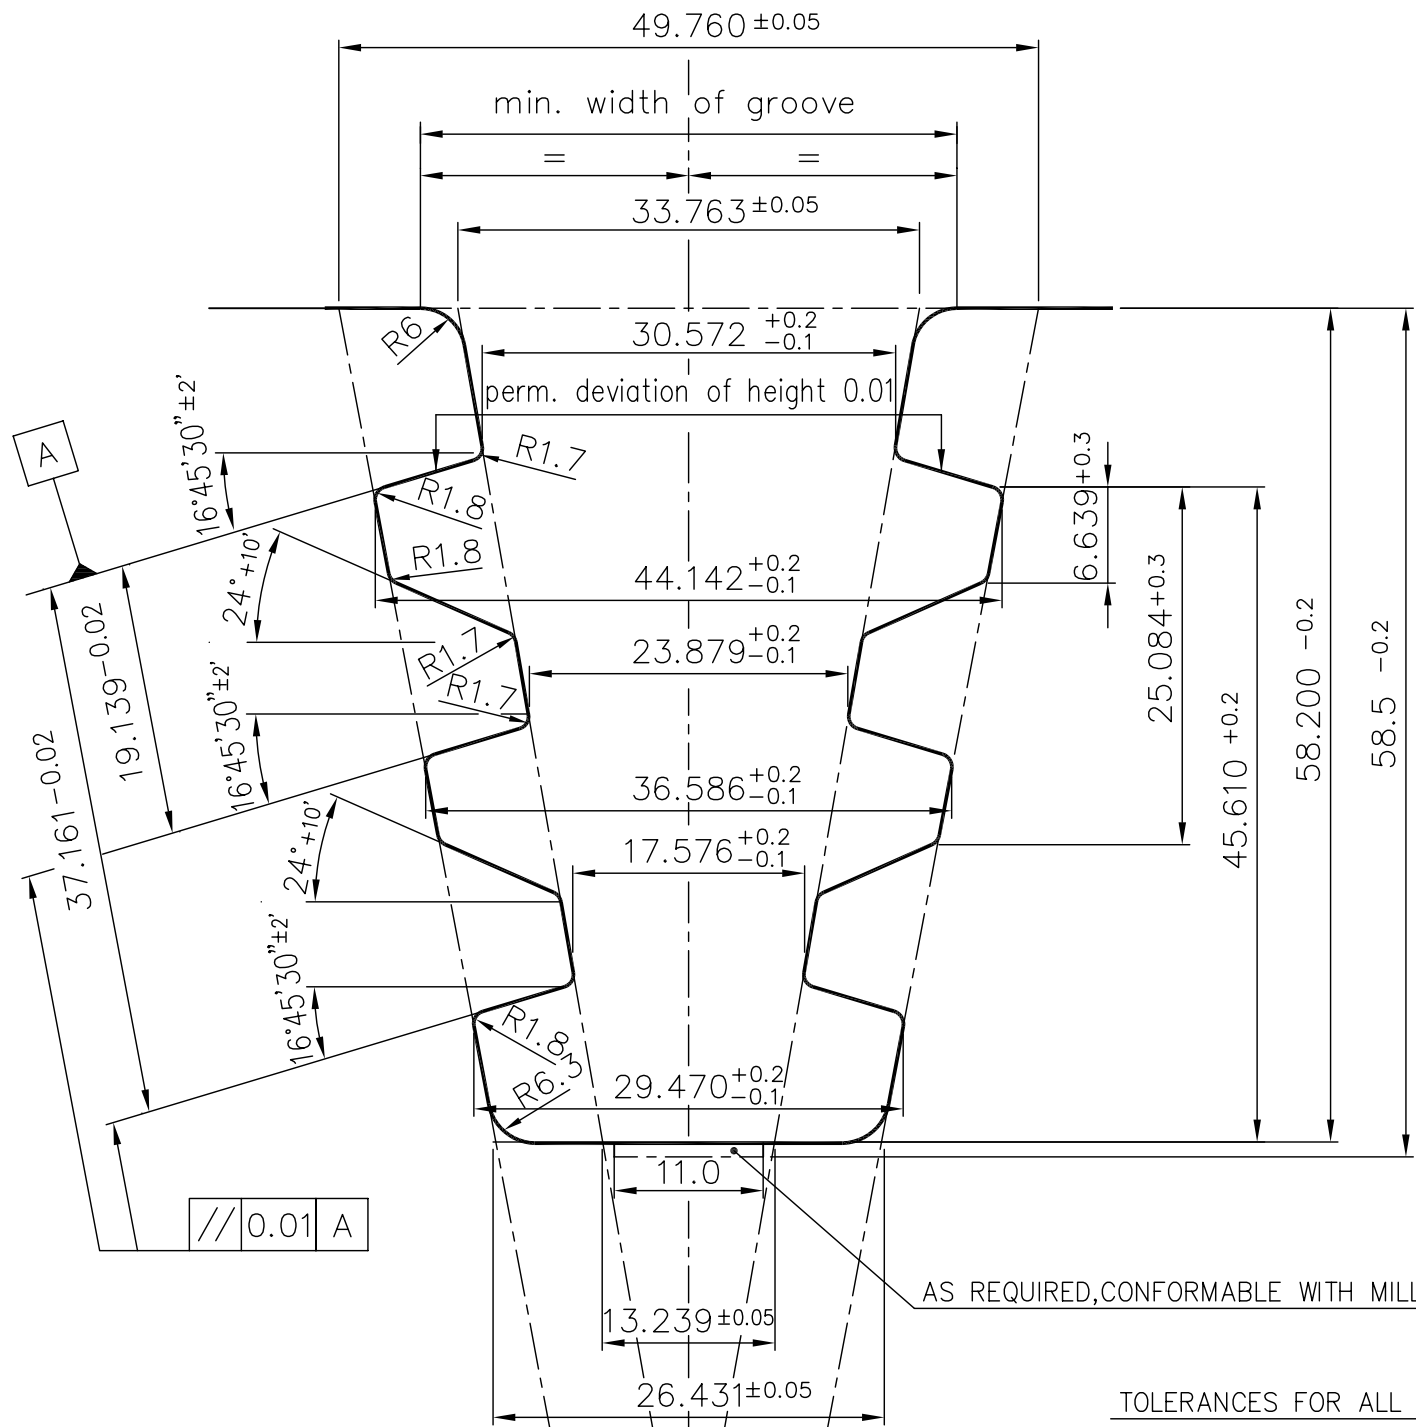 49.760 ±0.05
min. width of groove
= =
33.763 ±0.05
R6
30.572 +0.2 -0.1
perm. deviation of height 0.01
16°45'30"±2'
A
R1.7
R1.8
6.639+0.3
24°+10'
R1.8
44.142 +0.2 -0.1
19.139-0.02
25.084+0.3
R1.7
23.879 +0.2 -0.1
58.200 -0.2
58.5 -0.2
R1.7
16°45'30"±2'
45.610 +0.2
37.161-0.02
36.586 +0.2 -0.1
24°+10'
17.576 +0.2 -0.1
16°45'30"±2'
R1.8
R6.3
29.470 +0.2 -0.1
11.0
// 0.01 A
AS REQUIRED,CONFORMABLE WITH MILL
13.239±0.05
26.431±0.05
TOLERANCES FOR ALL